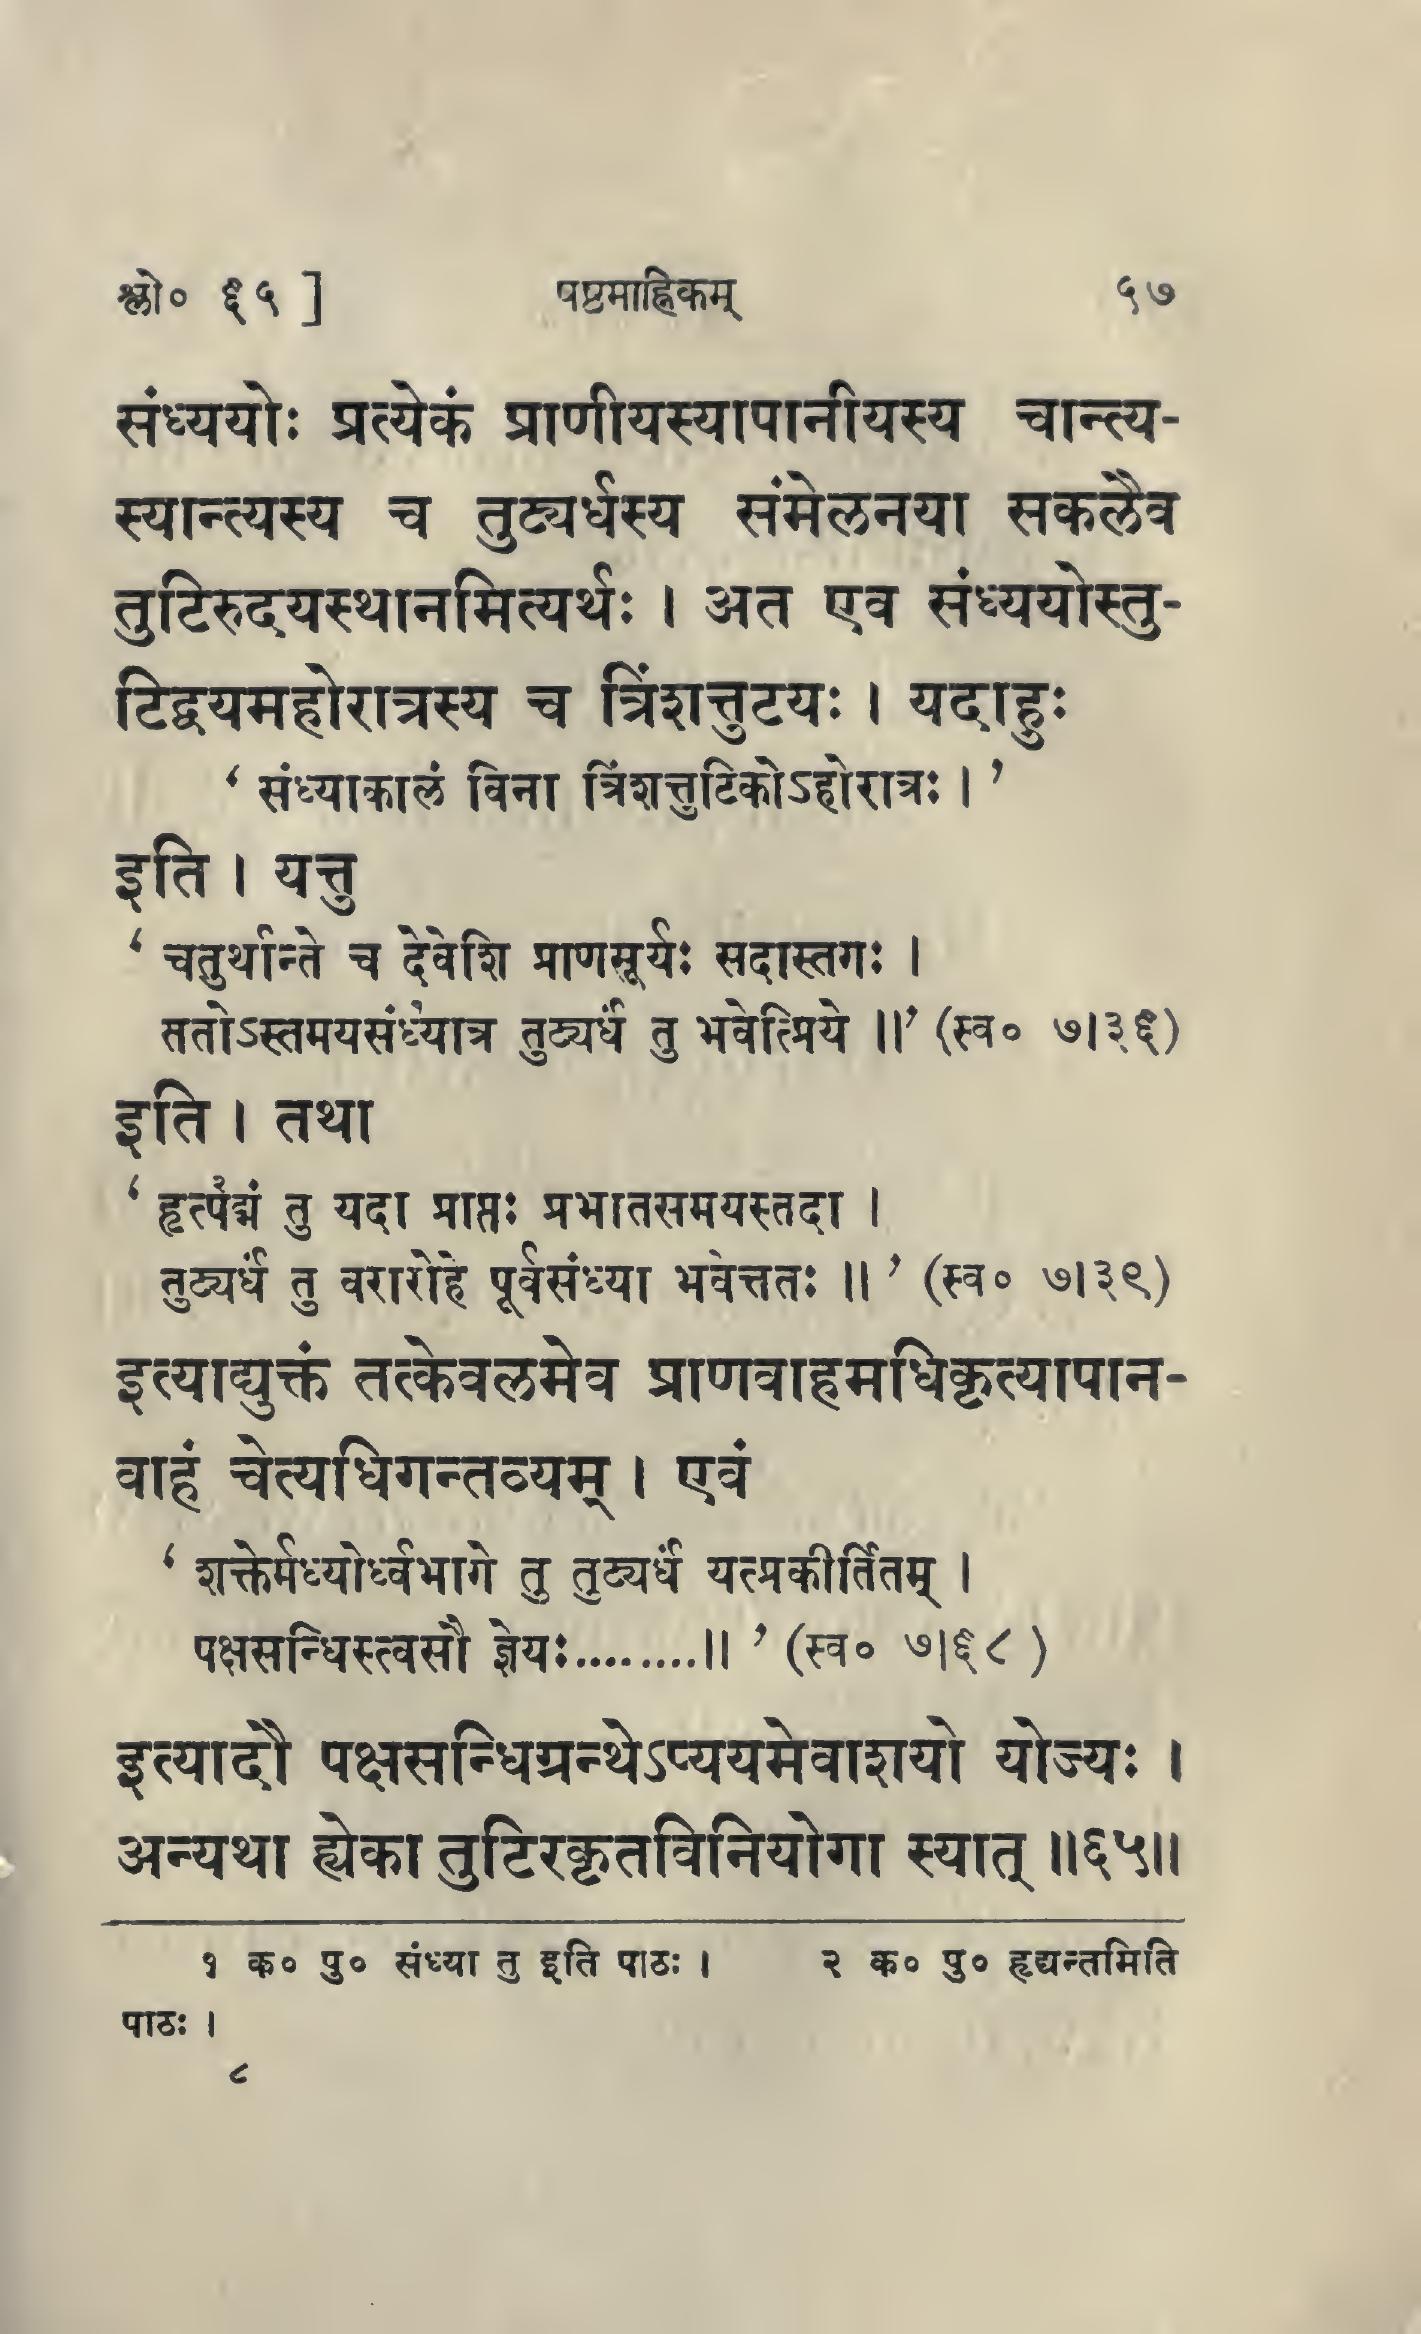 श्लो० ६५ ] षष्ठमाह्निकम् ५७
संध्ययोः प्रत्येकं प्राणीयस्यापानीयस्य चान्त्य-
स्यान्त्यस्य च तुट्यर्धस्य संमेलनया सकलैव
तुटिरुदयस्थानमित्यर्थः । अत एव संध्ययोस्तु-
टिद्वयमहोरात्रस्य च त्रिंशत्तुटयः । यदाहुः
‘ संध्याकालं विना त्रिंशत्तुटिकोऽहोरात्रः । ’
इति । यत्तु
‘ चतुर्थान्ते च देवेशि प्राणसूर्यः सदास्तगः ।
ततोऽस्तमयसंध्१यात्र तुट्यर्धं तु भवेत्प्रिये ॥’ (स्व० ७।३६)
इति । तथा
‘ हृत्प२द्मं तु यदा प्राप्तः प्रभातसमयस्तदा ।
तुट्यर्धं तु वरारोहे पूर्वसंध्या भवेत्ततः ॥ ’ (स्व० ७।३९)
इत्याद्युक्तं तत्केवलमेव प्राणवाहमधिकृत्यापान-
वाहं चेत्यधिगन्तव्यम् । एवं
‘ शक्तेर्मध्योर्ध्वभागे तु तुट्यर्धं यत्प्रकीर्तितम् ।
पक्षसन्धिस्त्वसौ ज्ञेयः.........॥ ’ (स्व० ७।६८ )
इत्यादौ पक्षसन्धिग्रन्थेऽप्ययमेवाशयो योज्यः ।
अन्यथा ह्येका तुटिरकृतविनियोगा स्यात् ॥६५॥
१ क० पु० संध्या तु इति पाठः । २ क० पु० हृद्यन्तमिति
पाठः ।
८